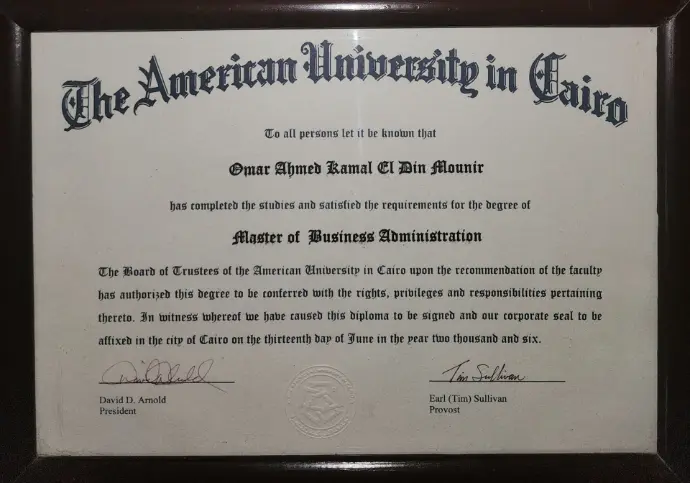 The American University in Cairo
To all persons let it be known that
Omar Ahmed Kamal El Din Mounir
has completed the studies and satisfied the requirements for the degree of
Master of Business Administration
The Board of Trustees of the American University in Cairo upon the recommendation of the faculty
has authorized this degree to be conferred with the rights, privileges and responsibilities pertaining
thereto. In witness whereof we have caused this diploma to be signed and our corporate seal to be
affixed in the city of Cairo on the thirteenth day of June in the year two thousand and six.
Tim Sullivan
David D. Arnold
President
Earl (Tim) Sullivan
Provost